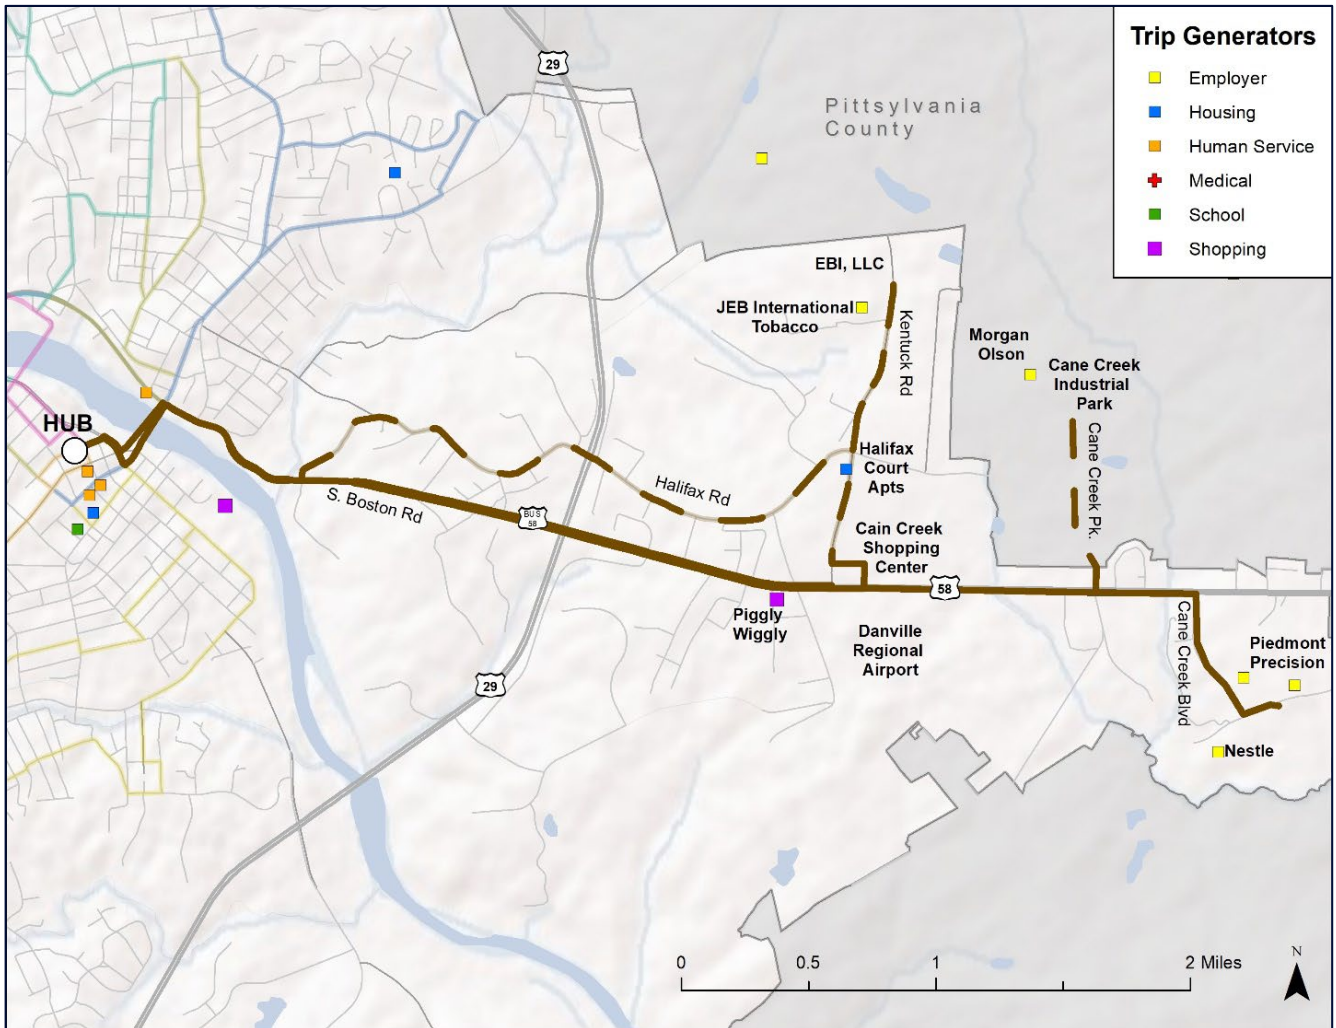 Trip Generators
Employer
Housing
Human Service
Medical
School
Shopping
29
Pittsylvania
County
EBI, LLC
JEB International
Tobacco
Kentuck Rd
Morgan
Olson
Cane Creek
Industrial
Park
Cane Creek Pk.
HUB
Halifax
Court
Apts
Halifax Rd
S. Boston Rd
BUS
58
Cain Creek
Shopping
Center
58
Piggly
Wiggly
Danville
Regional
Airport
Cane Creek Blvd
Piedmont
Precision
29
Nestle
0 0.5 1 2 Miles
N